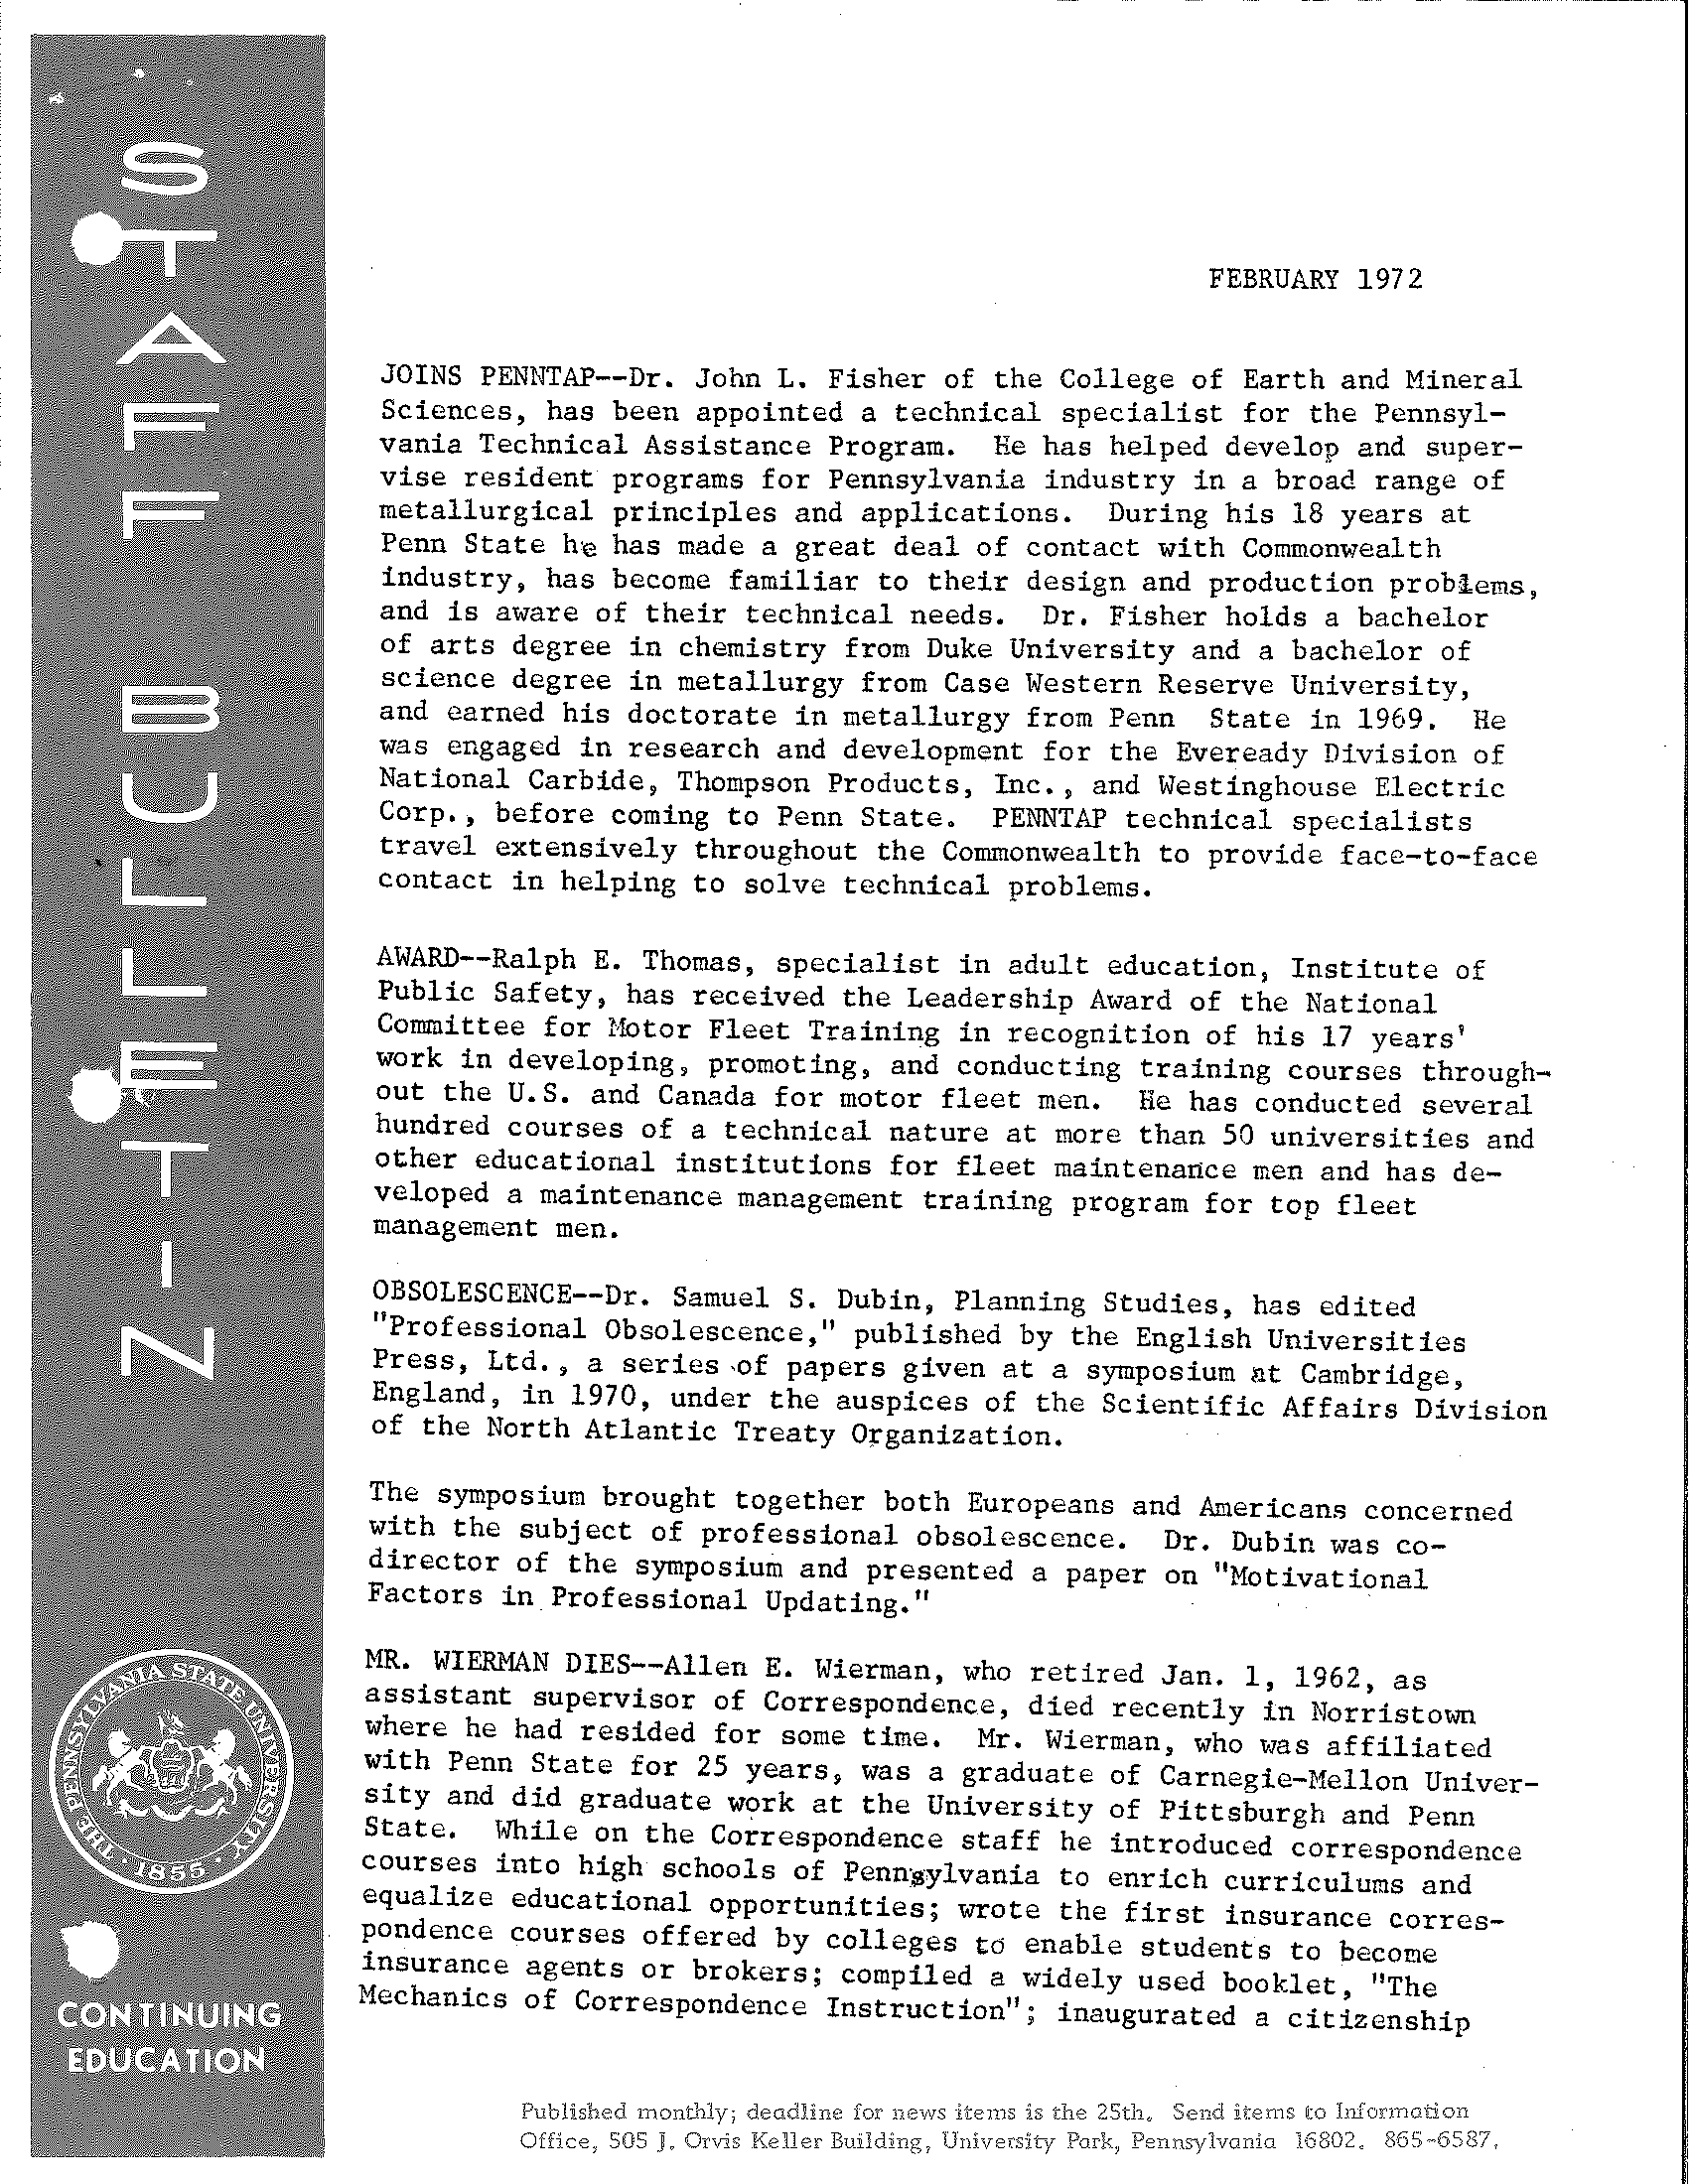 STAFF BULLETIN
FEBRUARY 1972
JOINS PENNTAP--Dr. John L. Fisher of the College of Earth and Mineral
Sciences, has been appointed a technical specialist for the Pennsyl-
vania Technical Assistance Program. He has helped develop and super-
vise resident programs for Pennsylvania industry in a broad range of
metallurgical principles and applications. During his 18 years at
Penn State he has made a great deal of contact with Commonwealth
industry, has become familiar to their design and production problems,
and is aware of their technical needs. Dr. Fisher holds a bachelor
of arts degree in chemistry from Duke University and a bachelor of
science degree in metallurgy from Case Western Reserve University,
and earned his doctorate in metallurgy from Penn State in 1969. He
was engaged in research and development for the Eveready Division of
National Carbide, Thompson Products, Inc., and Westinghouse Electric
Corp., before coming to Penn State. PENNTAP technical specialists
travel extensively throughout the Commonwealth to provide face-to-face
contact in helping to solve technical problems.
AWARD--Ralph E. Thomas, specialist in adult education, Institute of
Public Safety, has received the Leadership Award of the National
Committee for Motor Fleet Training in recognition of his 17 years'
work in developing, promoting, and conducting training courses through-
out the U.S. and Canada for motor fleet men. He has conducted several
hundred courses of a technical nature at more than 50 universities and
other educational institutions for fleet maintenance men and has de-
veloped a maintenance management training program for top fleet
management men.
OBSOLESCENCE--Dr. Samuel S. Dubin, Planning Studies, has edited
"Professional Obsolescence," published by the English Universities
Press, Ltd., a series of papers given at a symposium at Cambridge,
England, in 1970, under the auspices of the Scientific Affairs Division
of the North Atlantic Treaty Organization.
The symposium brought together both Europeans and Americans concerned
with the subject of professional obsolescence. Dr. Dubin was co-
director of the symposium and presented a paper on "Motivational
Factors in Professional Updating."
MR. WIERMAN DIES--Allen E. Wierman, who retired Jan. 1, 1962, as
assistant supervisor of Correspondence, died recently in Norristown
where he had resided for some time. Mr. Wierman, who was affiliated
with Penn State for 25 years, was a graduate of Carnegie-Mellon Univer-
sity and did graduate work at the University of Pittsburgh and Penn
State. While on the Correspondence staff he introduced correspondence
courses into high schools of Pennsylvania to enrich curriculums and
equalize educational opportunities; wrote the first insurance corres-
pondence courses offered by colleges to enable students to become
insurance agents or brokers; compiled a widely used booklet, "The
Mechanics of Correspondence Instruction"; inaugurated a citizenship
THE PENNSYLVANIA STATE UNIVERSITY
· 1855 ·
CONTINUING
EDUCATION
Published monthly; deadline for news items is the 25th. Send items to Information
Office, 505 J. Orvis Keller Building, University Park, Pennsylvania 16802. 865-6587.